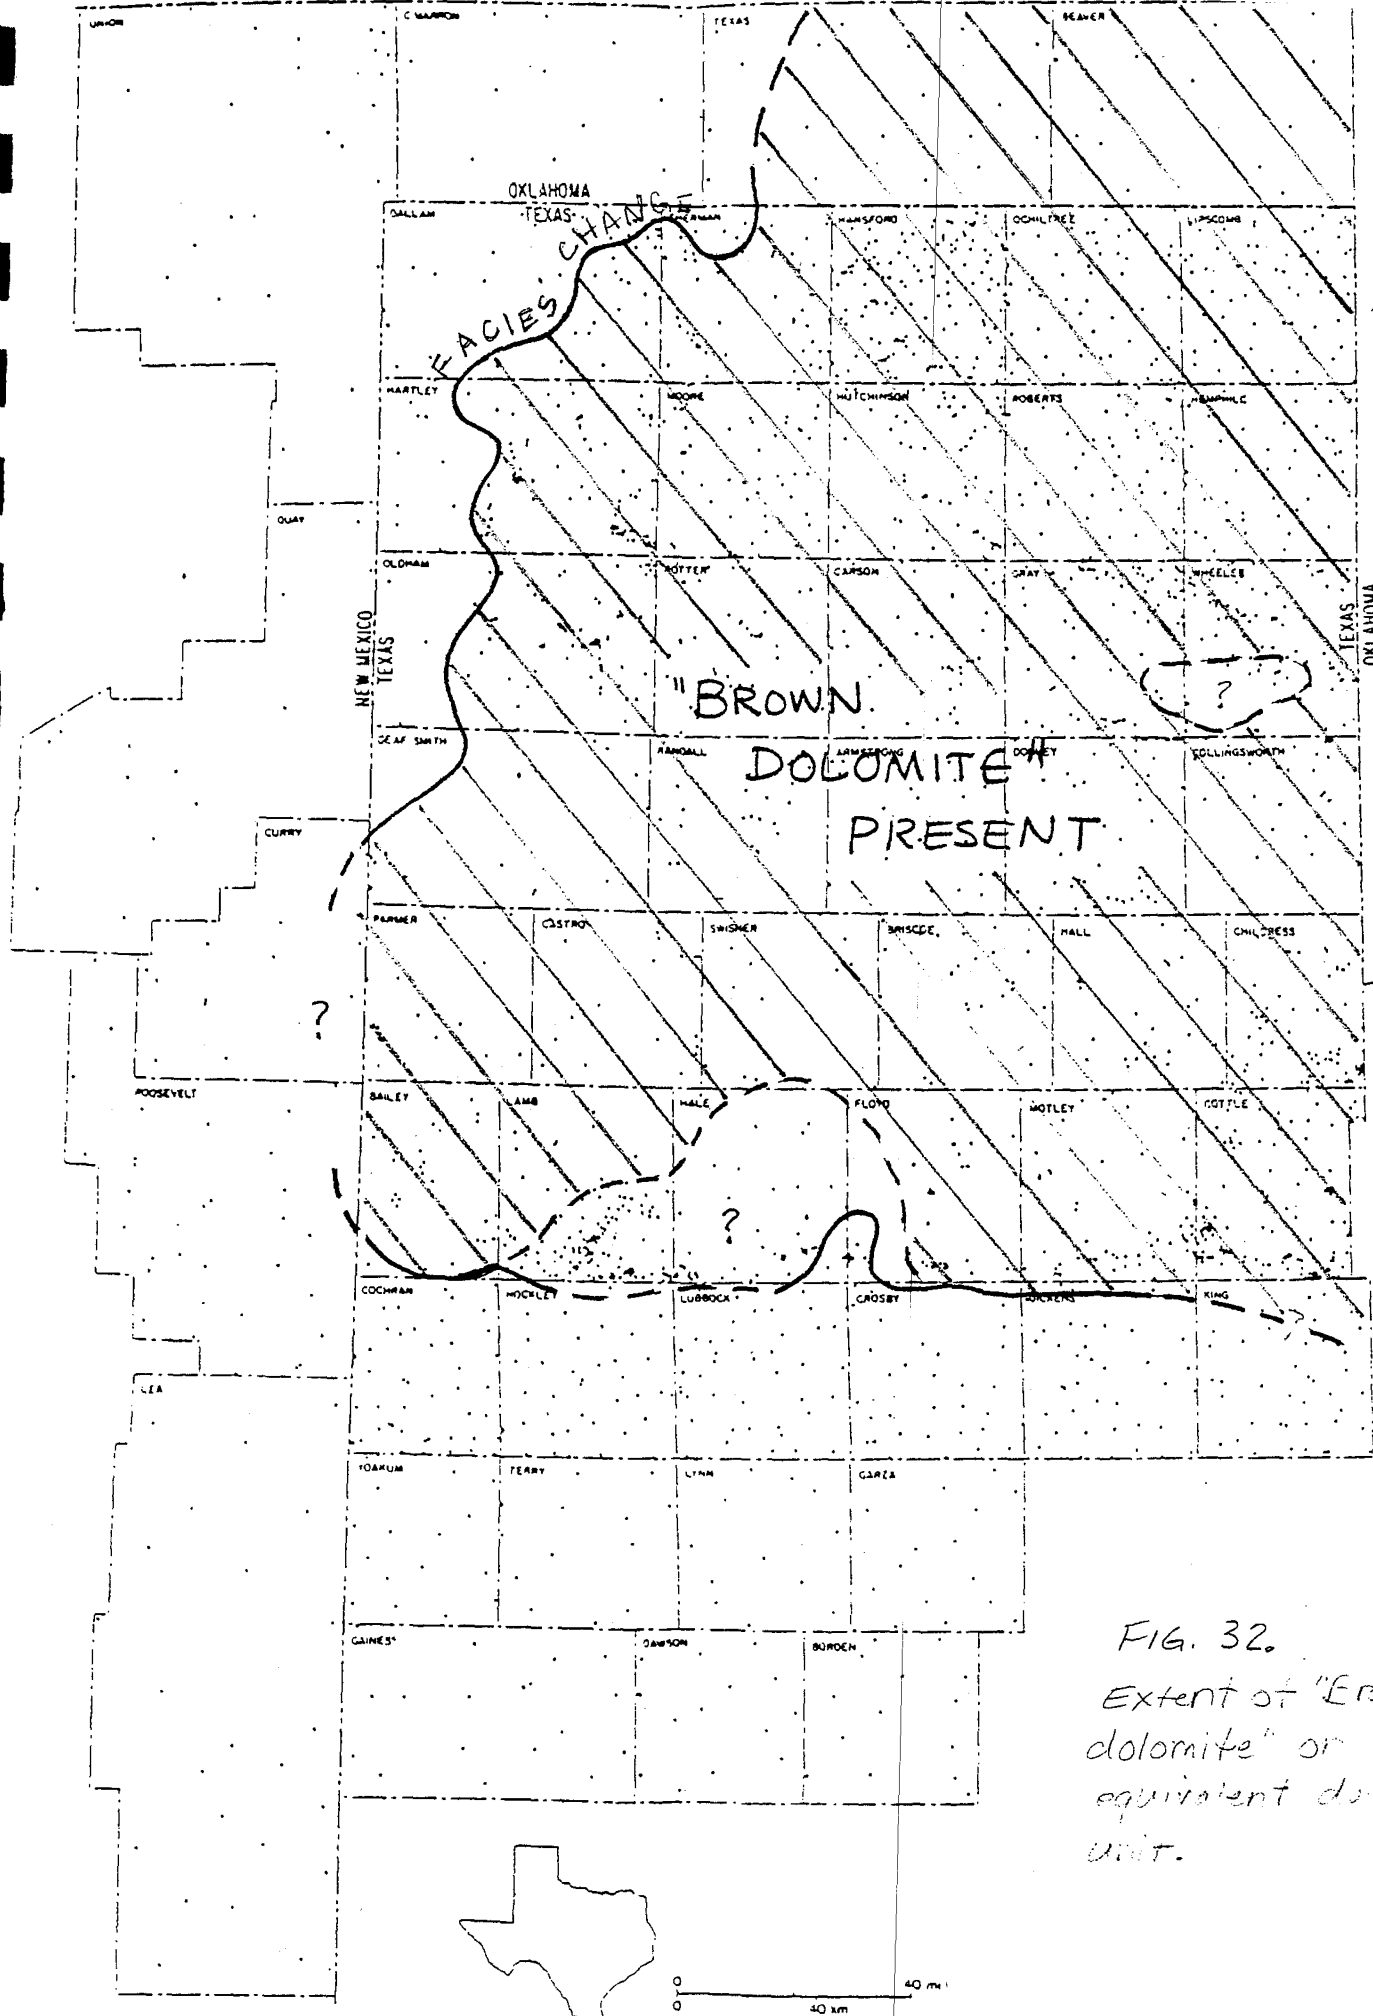 UNION
CIMARRON
TEXAS
BEAVER
OKLAHOMA
TEXAS
DALLAM
SHERMAN
HANSFORD
OCHILTREE
LIPSCOMB
FACIES CHANGE
HARTLEY
MOORE
HUTCHINSON
ROBERTS
HEMPHILL
QUAY
OLDHAM
POTTER
CARSON
GRAY
WHEELER
NEW MEXICO
TEXAS
TEXAS
OKLAHOMA
"BROWN
?
DEAF SMITH
RANDALL
ARMSTRONG
DONLEY
COLLINGSWORTH
DOLOMITE"
CURRY
PRESENT
PARMER
CASTRO
SWISHER
BRISCOE
HALL
CHILDRESS
?
ROOSEVELT
BAILEY
LAMB
HALE
FLOYD
MOTLEY
COTTLE
?
COCHRAN
HOCKLEY
LUBBOCK
CROSBY
DICKENS
KING
?
LEA
YOAKUM
TERRY
LYNN
GARZA
GAINES
DAWSON
BORDEN
FIG. 32.
Extent of
dolomite" or
equivalent
unit.
0 40 mi
0 40 km